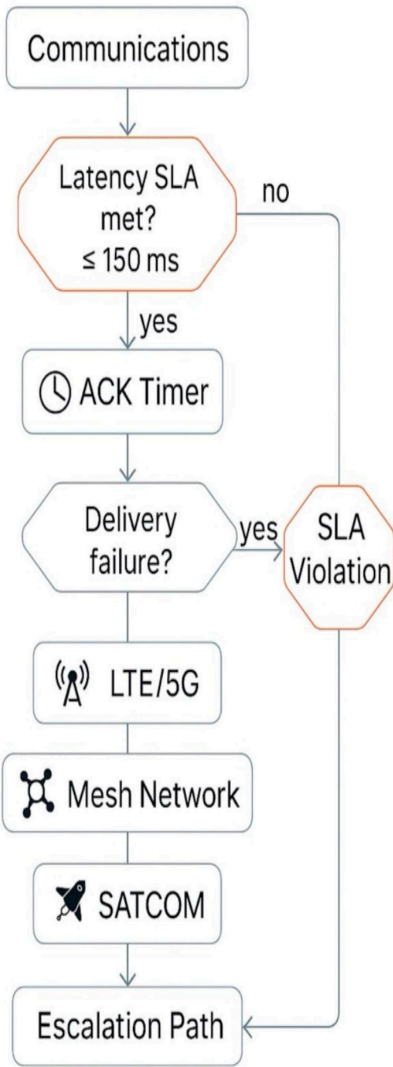 Communications
Latency SLA
met?
≤ 150 ms
no
yes
ACK Timer
Delivery
failure?
yes
SLA
Violation
LTE/5G
Mesh Network
SATCOM
Escalation Path